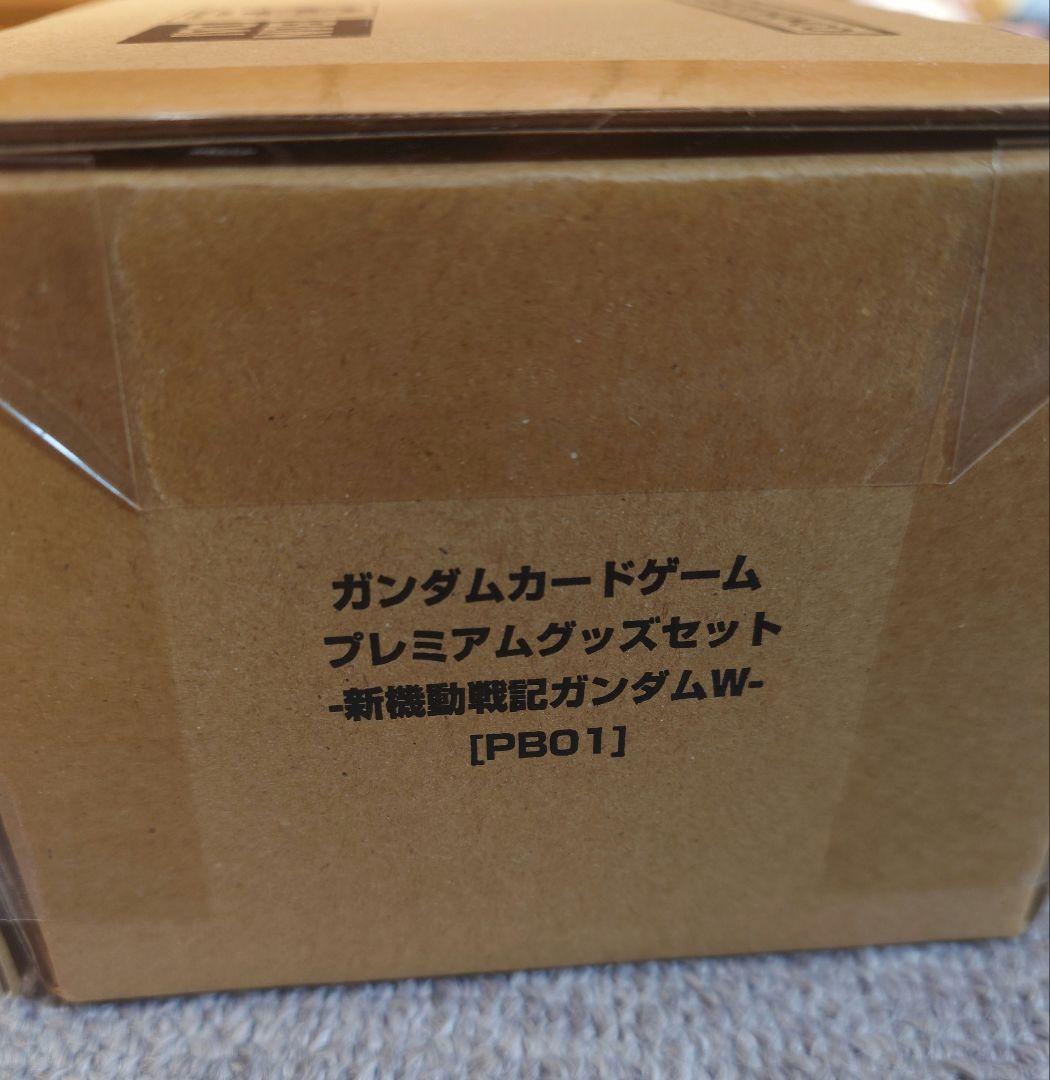 ガンダムカードゲーム
プレミアムグッズセット
-新機動戦記ガンダムW-
[PB01]